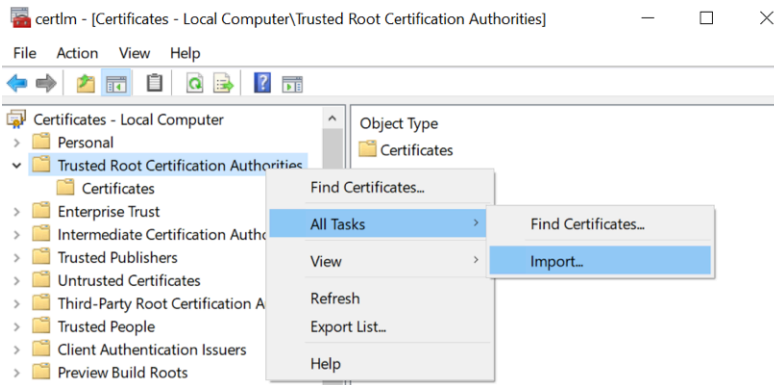 certlm - [Certificates - Local Computer\Trusted Root Certification Authorities]
File Action View Help
Certificates - Local Computer
Personal
Trusted Root Certification Authorities
Certificates
Enterprise Trust
Intermediate Certification Autho
Trusted Publishers
Untrusted Certificates
Third-Party Root Certification A
Trusted People
Client Authentication Issuers
Preview Build Roots
Object Type
Certificates
Find Certificates...
All Tasks
View
Refresh
Export List...
Help
Find Certificates...
Import...